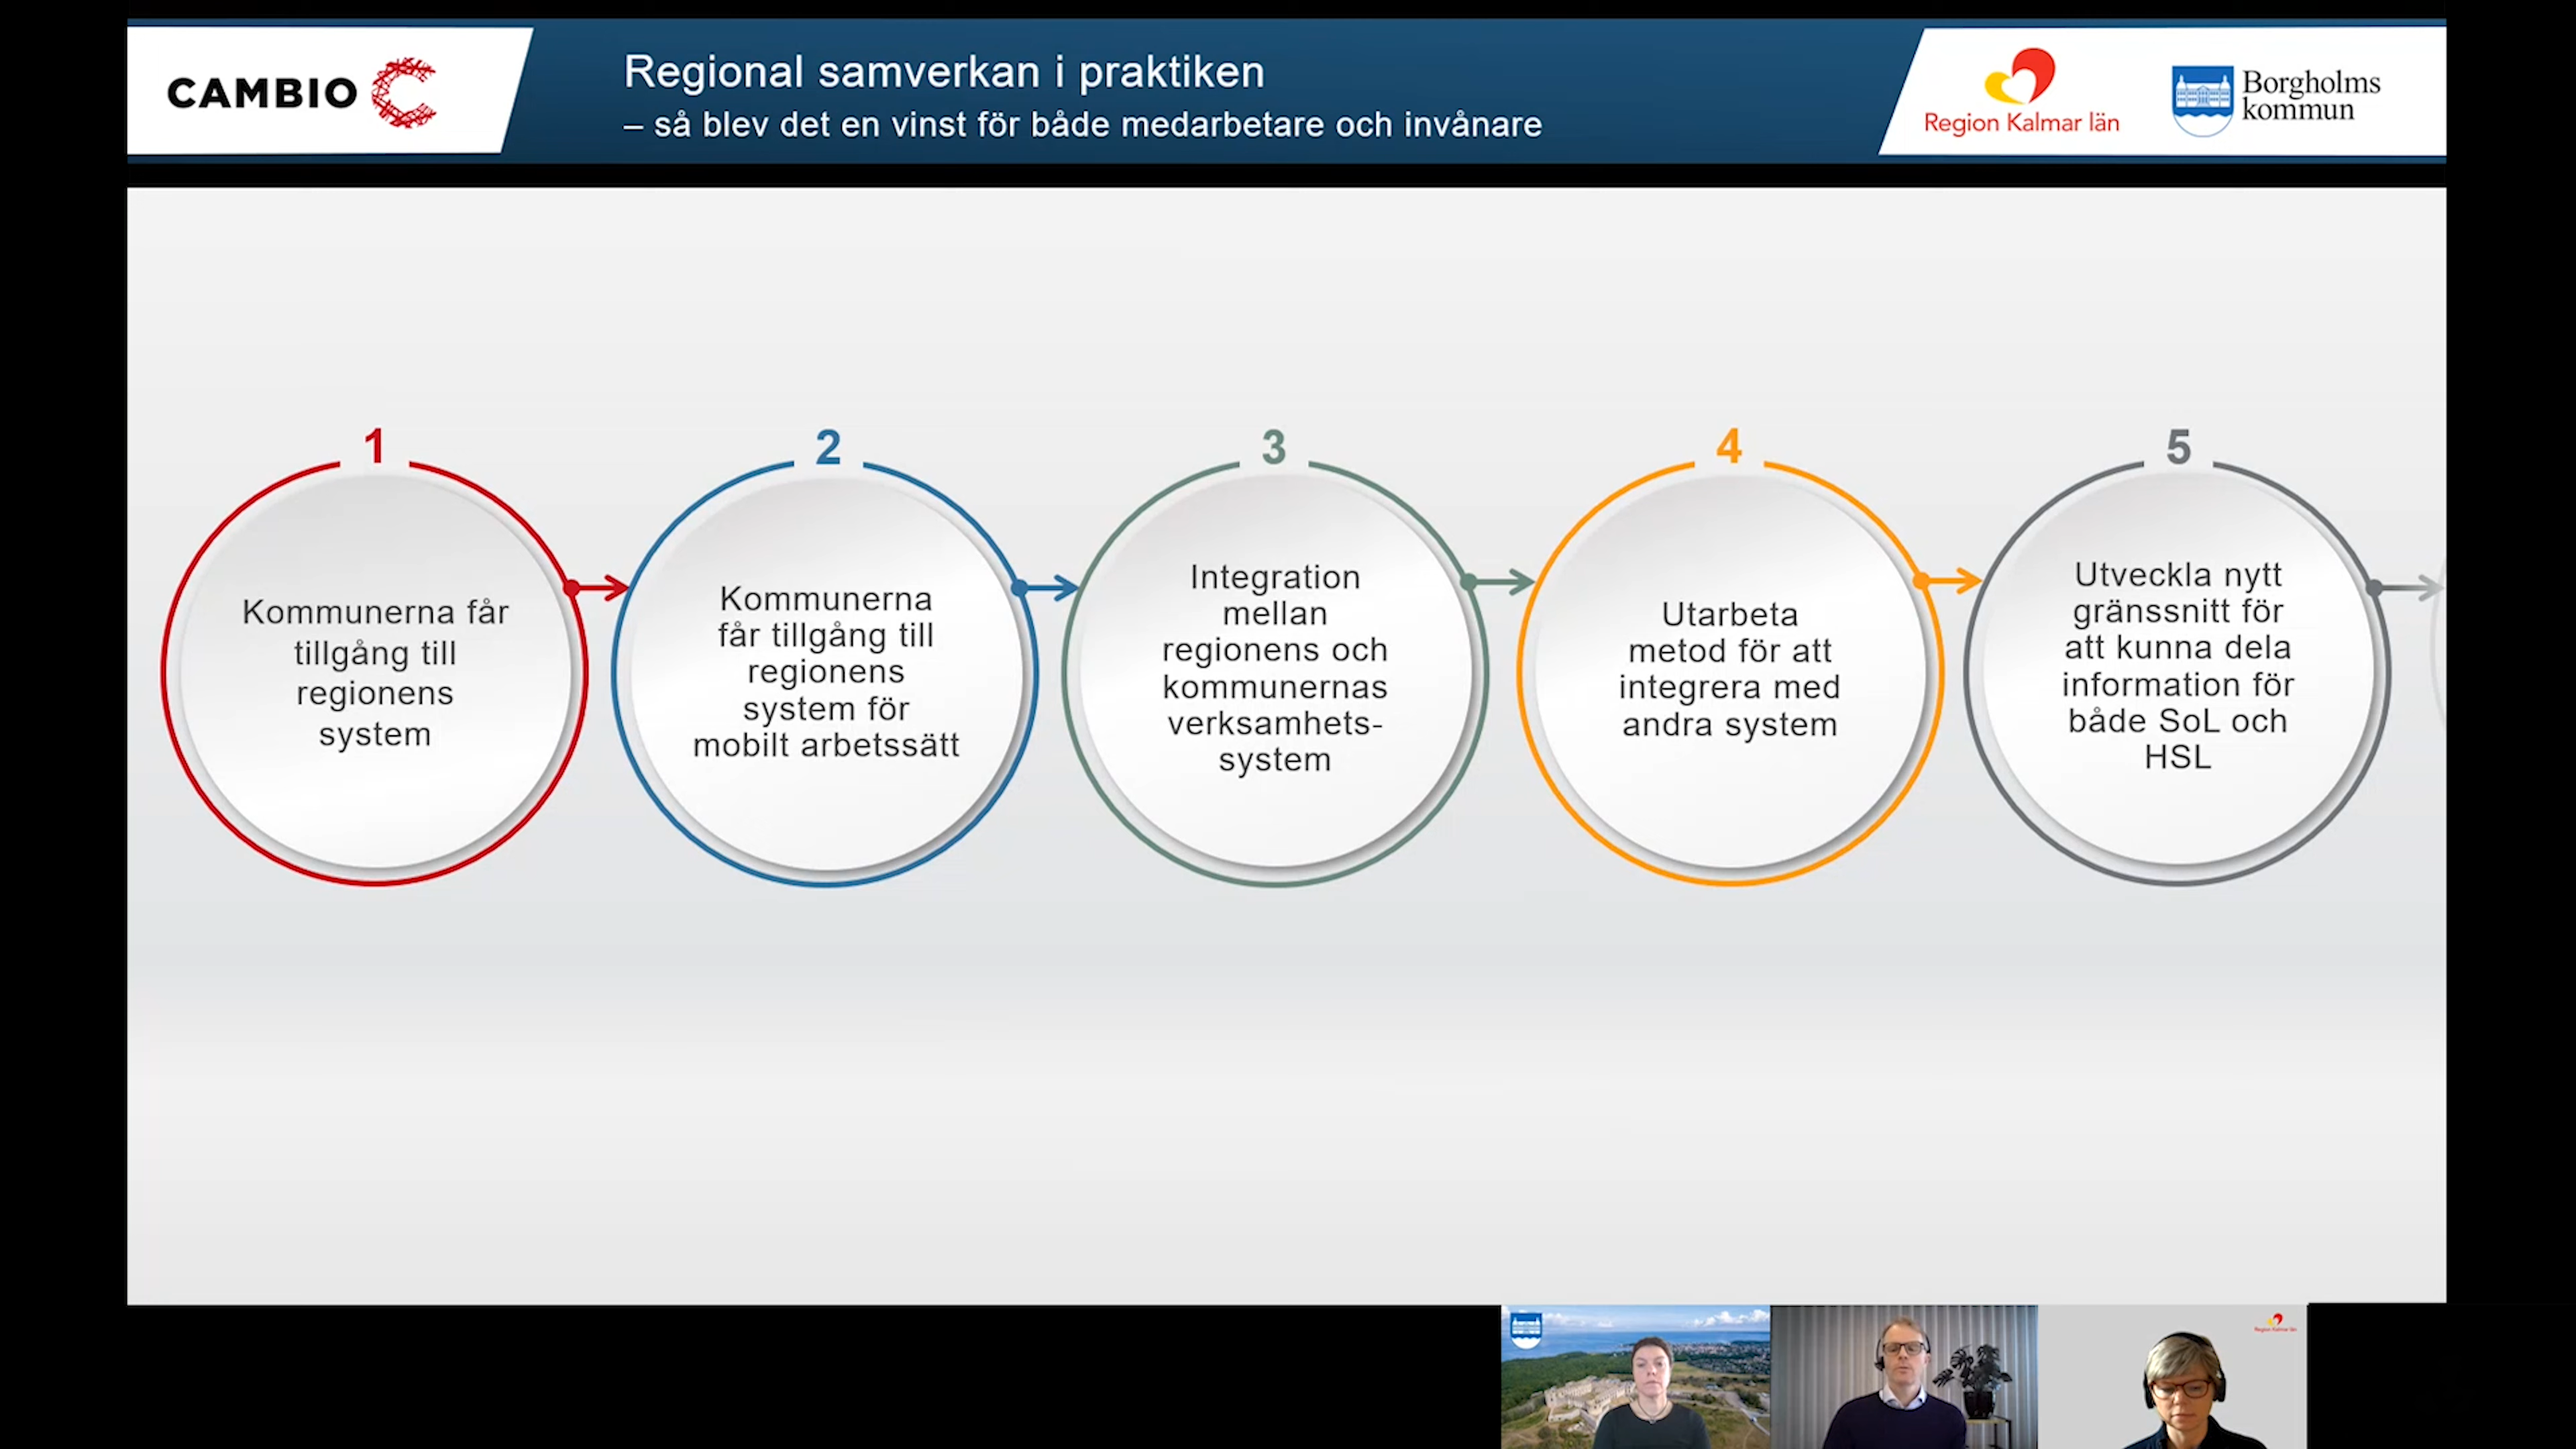 CAMBIO
Regional samverkan i praktiken
– så blev det en vinst för både medarbetare och invånare
Region Kalmar län
Borgholms
kommun
1
Kommunerna får
tillgång till
regionens
system
2
Kommunerna
får tillgång till
regionens
system för
mobilt arbetssätt
3
Integration
mellan
regionens och
kommunernas
verksamhets-
system
4
Utarbeta
metod för att
integrera med
andra system
5
Utveckla nytt
gränssnitt för
att kunna dela
information för
både SoL och
HSL
Region Kalmar län